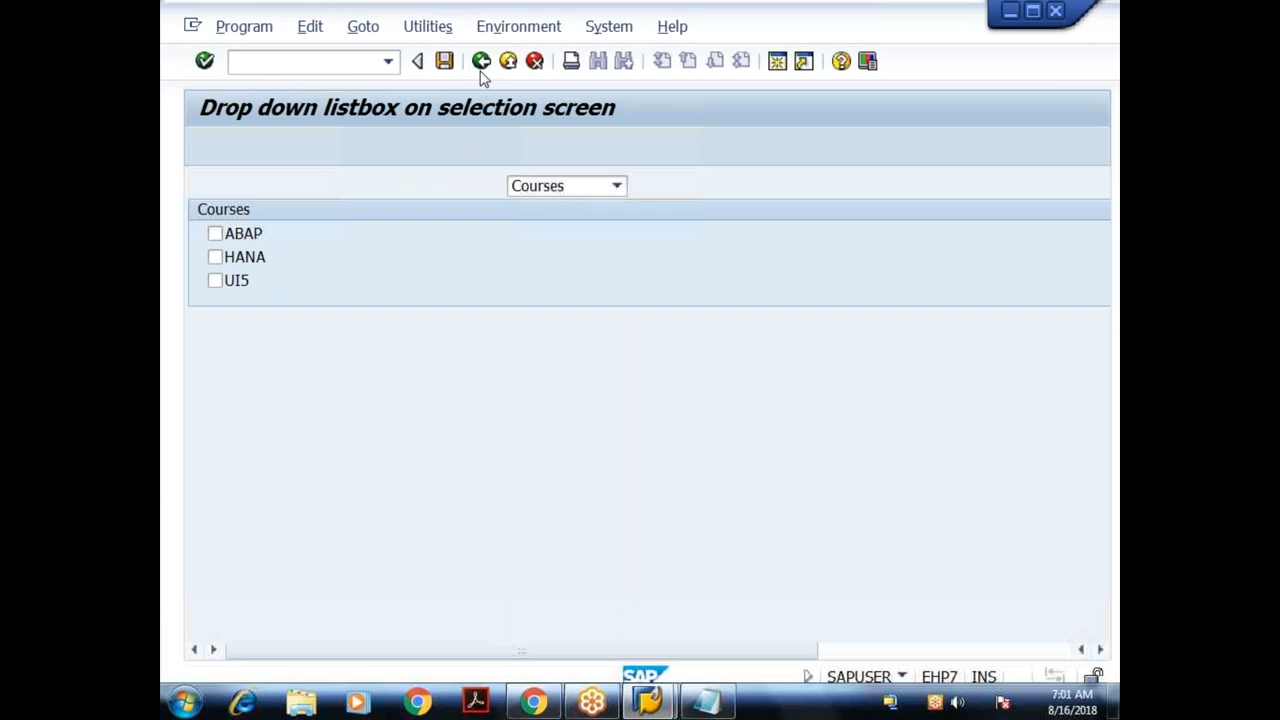 Program Edit Goto Utilities Environment System Help
Drop down listbox on selection screen
Courses
Courses
ABAP
HANA
UI5
SAP
SAPUSER EHP7 INS
7:01 AM
8/16/2018